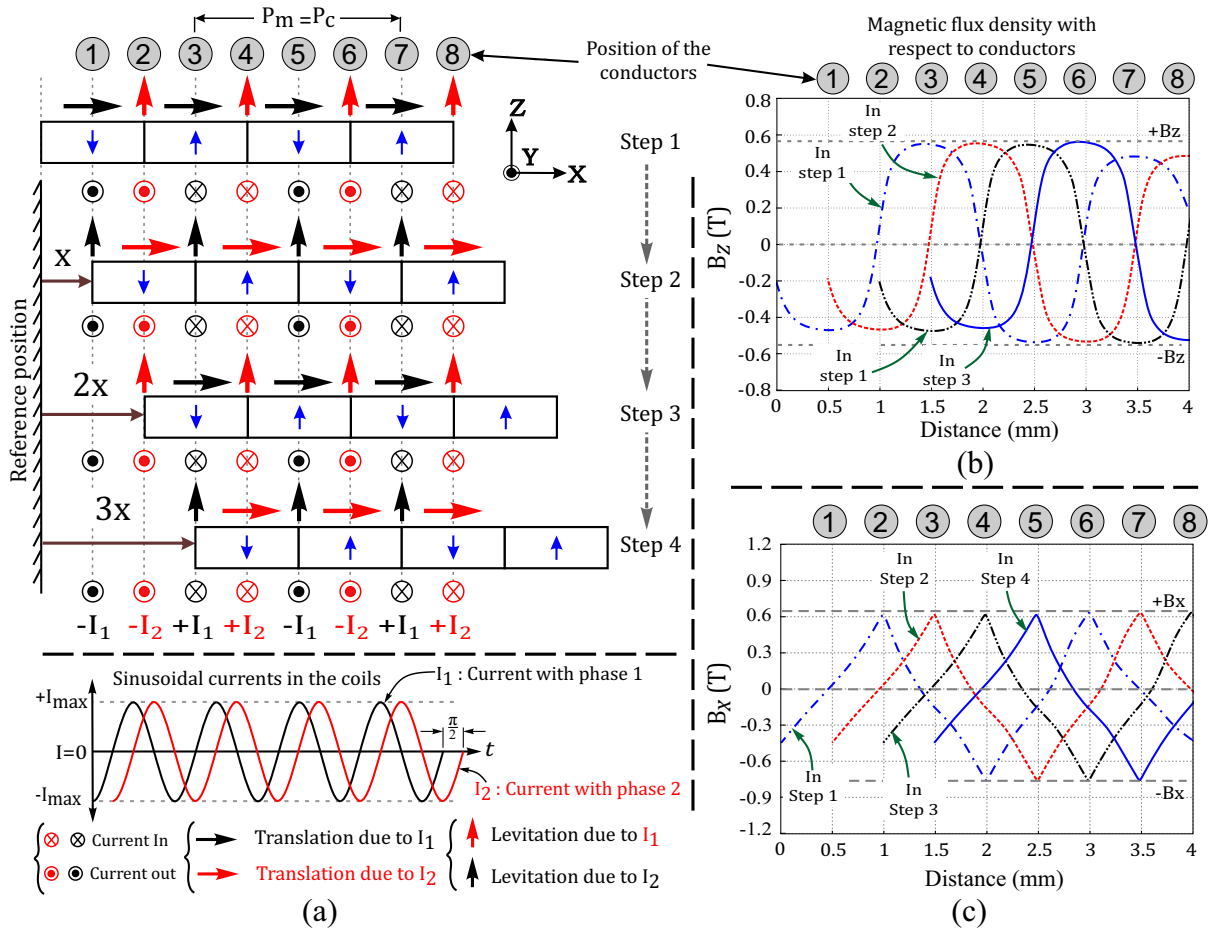 P_m =P_c
1 2 3 4 5 6 7 8
Position of the
conductors
Z
Y
X
Step 1
x
Step 2
2x
Step 3
3x
Step 4
Reference position
-I₁ -I₂ +I₁ +I₂ -I₁ -I₂ +I₁ +I₂
Sinusoidal currents in the coils
I₁ : Current with phase 1
+Imax
I=0
-Imax
π/2
t
I₂ : Current with phase 2
Current In
Current out
Translation due to I₁
Translation due to I₂
Levitation due to I₁
Levitation due to I₂
(a)
Magnetic flux density with
respect to conductors
1 2 3 4 5 6 7 8
0.8
0.6
0.4
0.2
0
-0.2
-0.4
-0.6
-0.8
B_Z (T)
In
step 1
In
step 2
+Bz
In
step 1
In
step 3
-Bz
0 0.5 1 1.5 2 2.5 3 3.5 4
Distance (mm)
(b)
1 2 3 4 5 6 7 8
1.2
0.9
0.6
0.3
0
-0.3
-0.6
-0.9
-1.2
B_X (T)
In
Step 2
In
Step 4
+Bx
In
Step 1
In
Step 3
-Bx
0 0.5 1 1.5 2 2.5 3 3.5 4
Distance (mm)
(c)